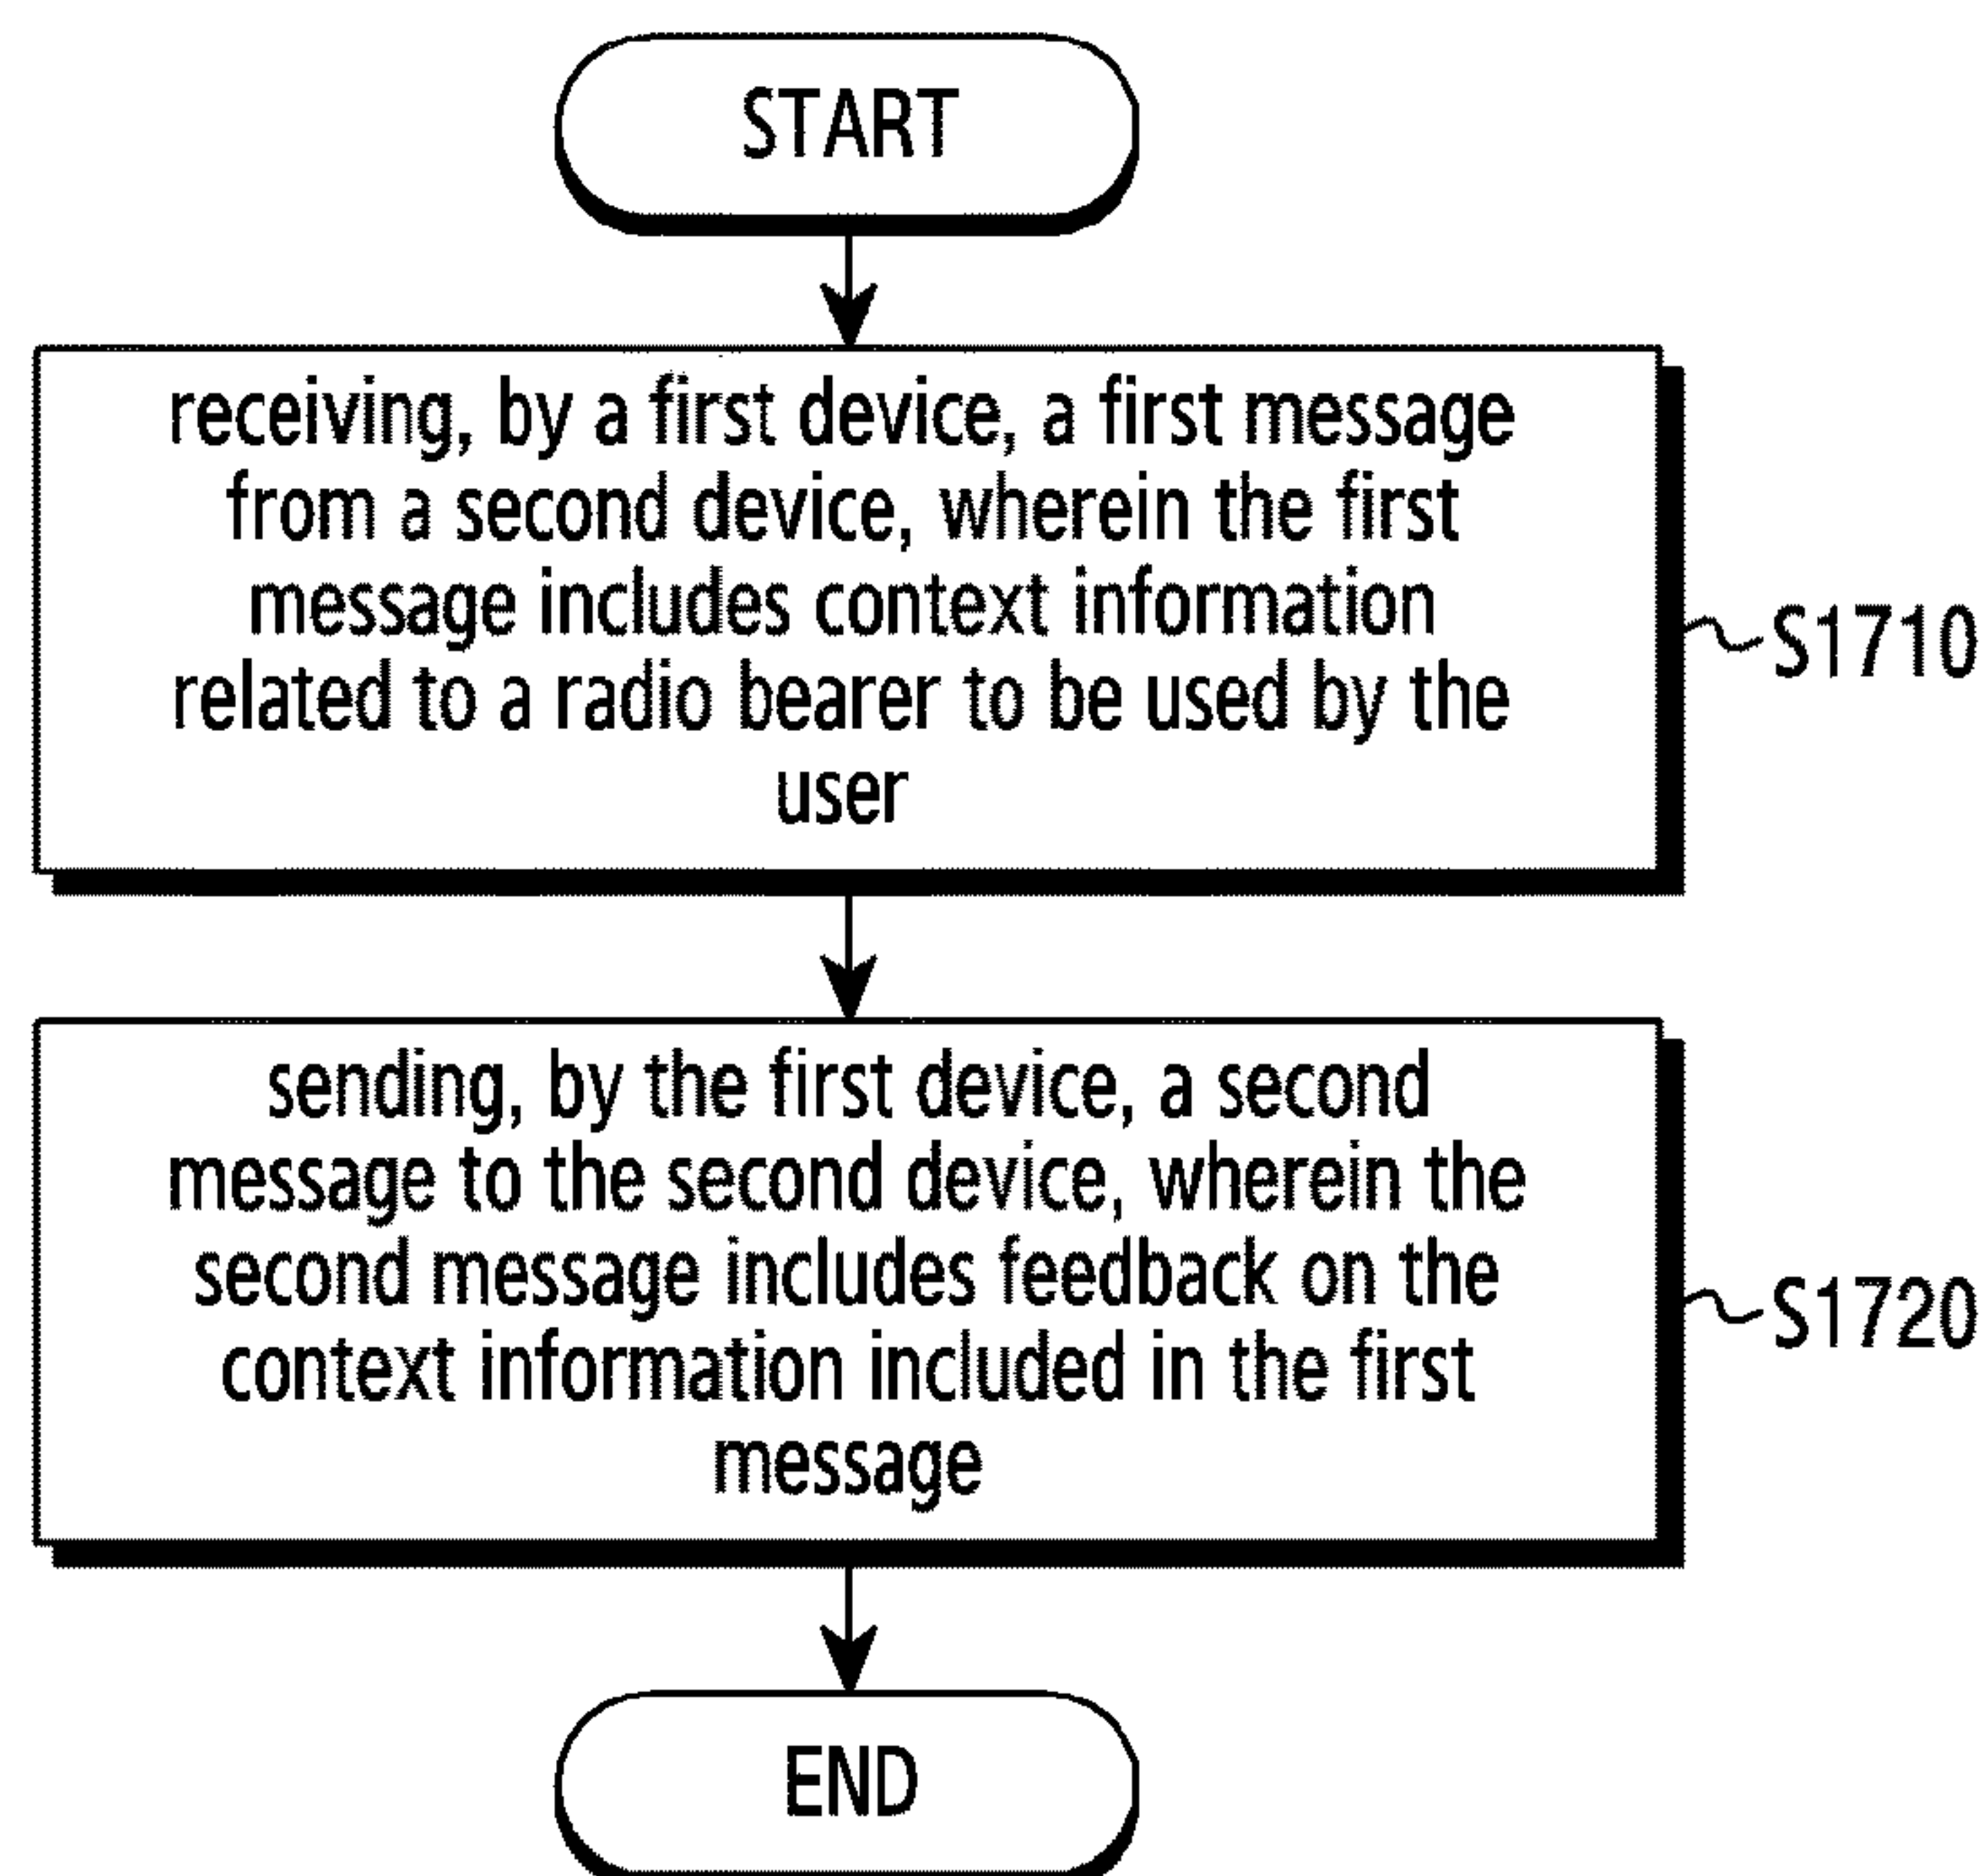 START
receiving, by a first device, a first message
from a second device, wherein the first
message includes context information
related to a radio bearer to be used by the
user
S1710
sending, by the first device, a second
message to the second device, wherein the
second message includes feedback on the
context information included in the first
message
S1720
END